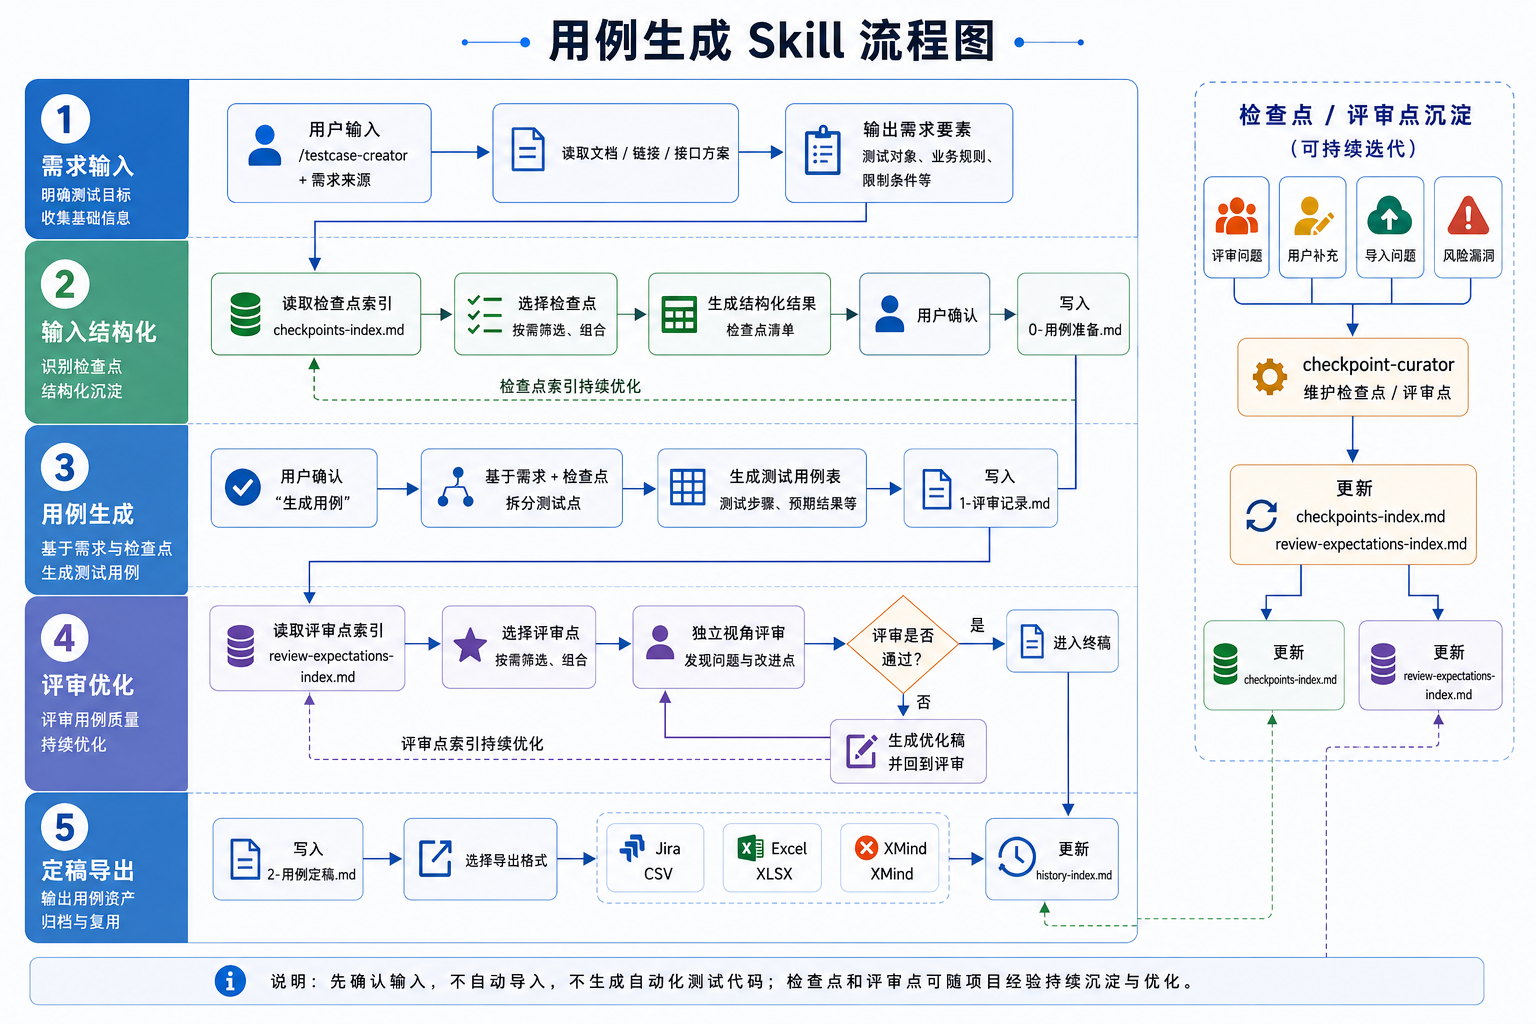 用例生成 Skill 流程图
1
需求输入
明确测试目标
收集基础信息
用户输入
/testcase-creator
+ 需求来源
读取文档 / 链接 / 接口方案
输出需求要素
测试对象、业务规则、
限制条件等
2
输入结构化
识别检查点
结构化沉淀
读取检查点索引
checkpoints-index.md
选择检查点
按需筛选、组合
生成结构化结果
检查点清单
用户确认
写入
0-用例准备.md
检查点索引持续优化
3
用例生成
基于需求与检查点
生成测试用例
用户确认
“生成用例”
基于需求 + 检查点
拆分测试点
生成测试用例表
测试步骤、预期结果等
写入
1-评审记录.md
4
评审优化
评审用例质量
持续优化
读取评审点索引
review-expectations-
index.md
选择评审点
按需筛选、组合
独立视角评审
发现问题与改进点
评审是否
通过？
是
否
进入终稿
生成优化稿
并回到评审
评审点索引持续优化
5
定稿导出
输出用例资产
归档与复用
写入
2-用例定稿.md
选择导出格式
Jira
CSV
Excel
XLSX
XMind
XMind
更新
history-index.md
检查点 / 评审点沉淀
（可持续迭代）
评审问题
用户补充
导入问题
风险漏洞
checkpoint-curator
维护检查点 / 评审点
更新
checkpoints-index.md
review-expectations-index.md
更新
checkpoints-index.md
更新
review-expectations-
index.md
说明：先确认输入，不自动导入，不生成自动化测试代码；检查点和评审点可随项目经验持续沉淀与优化。